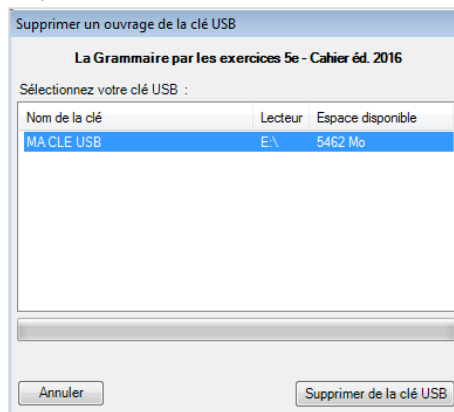 Supprimer un ouvrage de la clé USB
La Grammaire par les exercices 5e - Cahier éd. 2016
Sélectionnez votre clé USB :
Nom de la clé Lecteur Espace disponible
MA CLE USB E:\ 5462 Mo
Annuler Supprimer de la clé USB